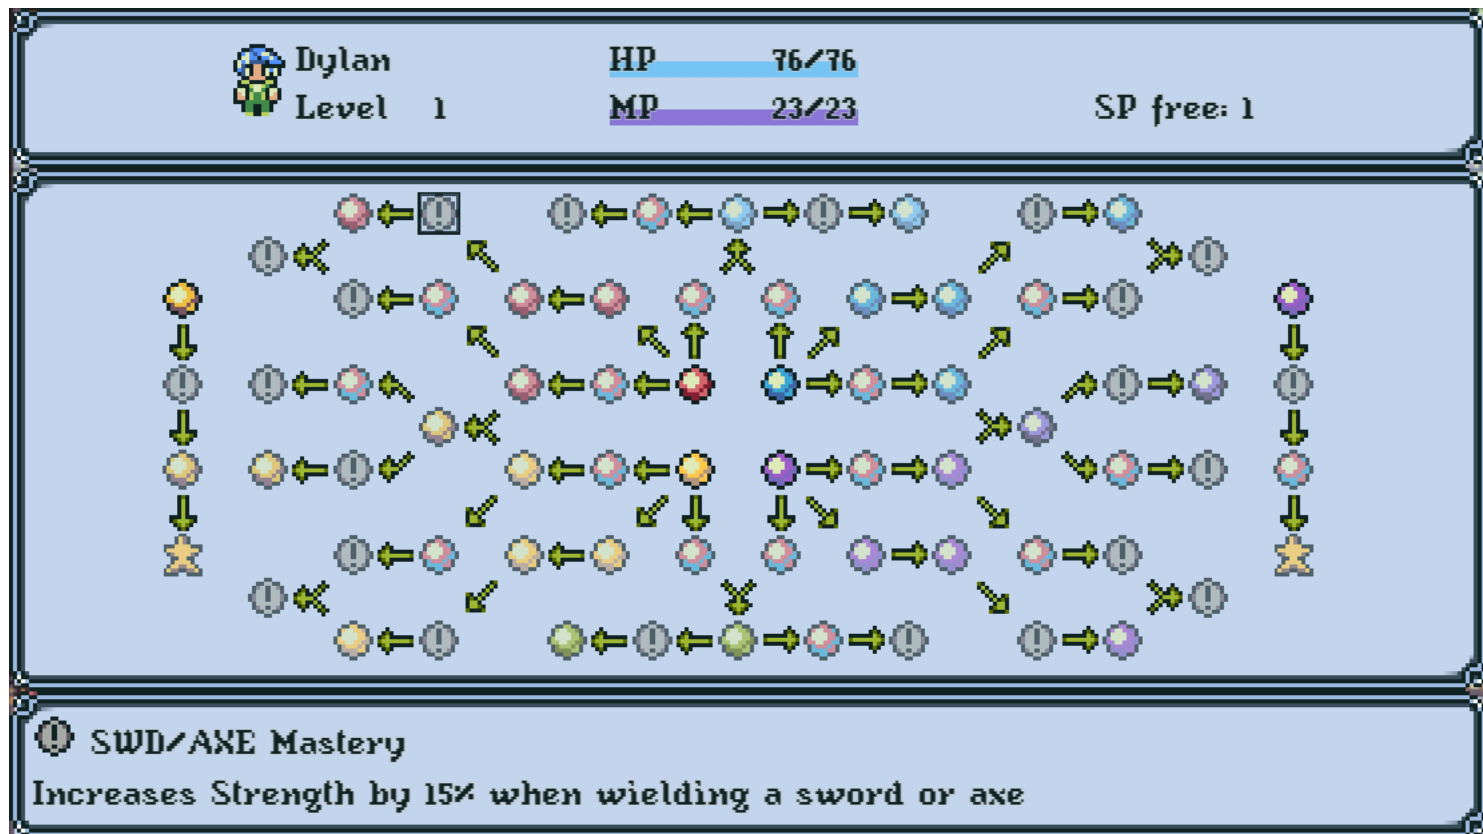 Dylan
HP 76/76
Level 1
MP 23/23
SP free: 1
SWD/AXE Mastery
Increases Strength by 15% when wielding a sword or axe